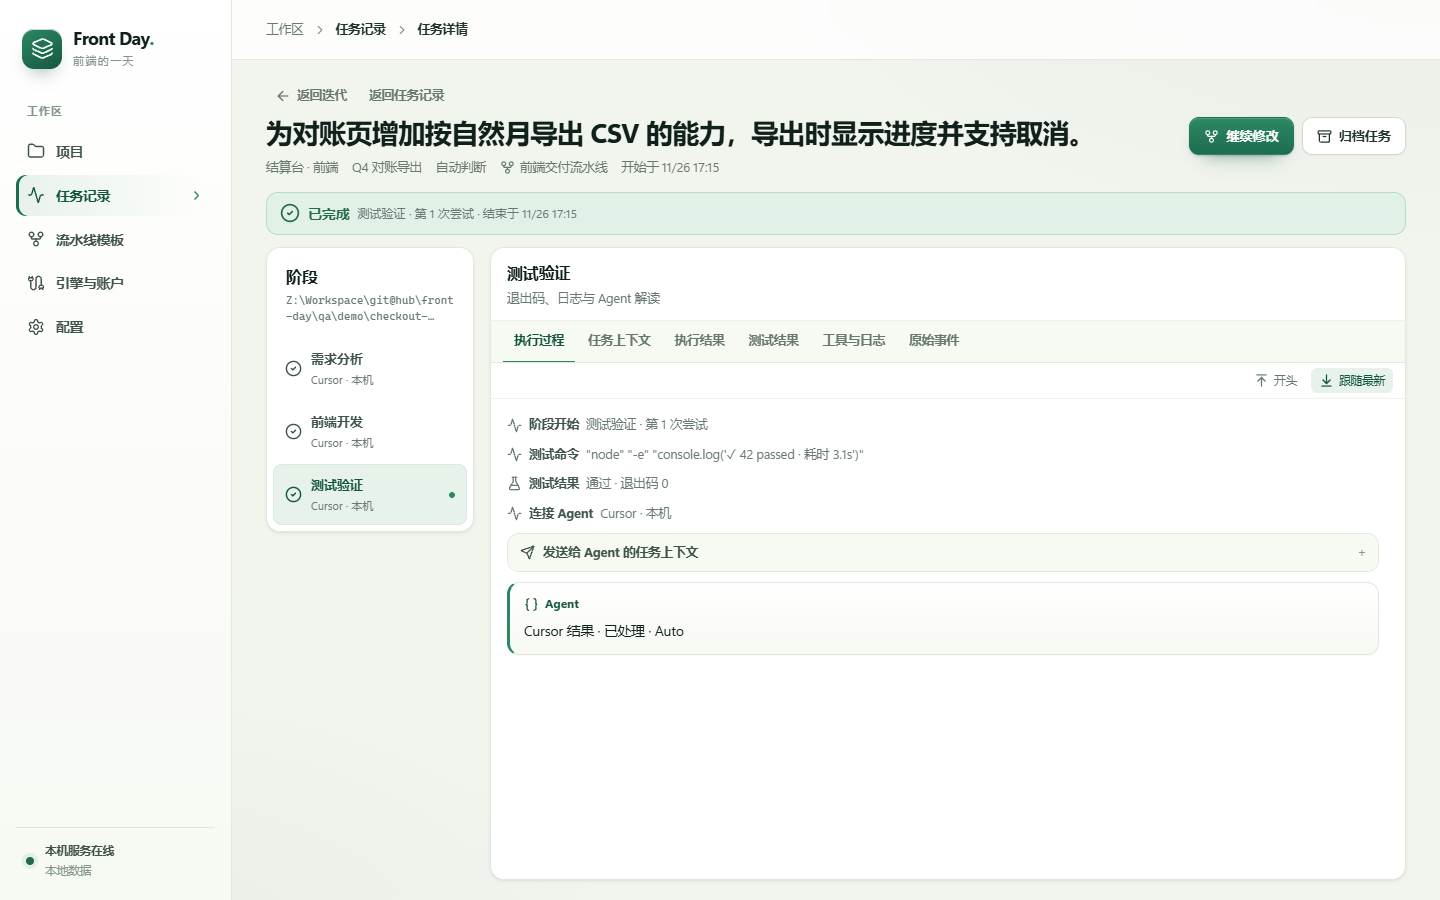 Front Day.
前端的一天
工作区
项目
任务记录
流水线模板
引擎与账户
配置
本机服务在线
本地数据
工作区 > 任务记录 > 任务详情
← 返回迭代 返回任务记录
为对账页增加按自然月导出 CSV 的能力，导出时显示进度并支持取消。
继续修改 归档任务
结算台 · 前端 Q4 对账导出 自动判断 前端交付流水线 开始于 11/26 17:15
已完成 测试验证 · 第 1 次尝试 · 结束于 11/26 17:15
阶段
Z:\Workspace\git@hub\front
-day\qa\demo\checkout-…
需求分析
Cursor · 本机
前端开发
Cursor · 本机
测试验证
Cursor · 本机
测试验证
退出码、日志与 Agent 解读
执行过程 任务上下文 执行结果 测试结果 工具与日志 原始事件
开头 跟随最新
阶段开始 测试验证 · 第 1 次尝试
测试命令 "node" "-e" "console.log('✓ 42 passed · 耗时 3.1s')"
测试结果 通过 · 退出码 0
连接 Agent Cursor · 本机
发送给 Agent 的任务上下文 +
{ } Agent
Cursor 结果 · 已处理 · Auto